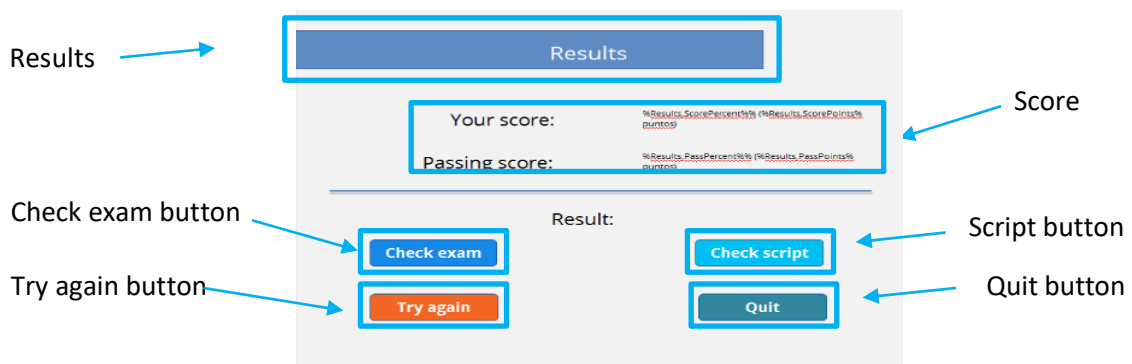 Results
Results
Score
Your score:
%Results.ScorePercent%% (%Results.ScorePoints%
puntos)
Passing score:
%Results.PassPercent%% (%Results.PassPoints%
puntos)
Check exam button
Result:
Script button
Check exam
Check script
Try again button
Quit button
Try again
Quit